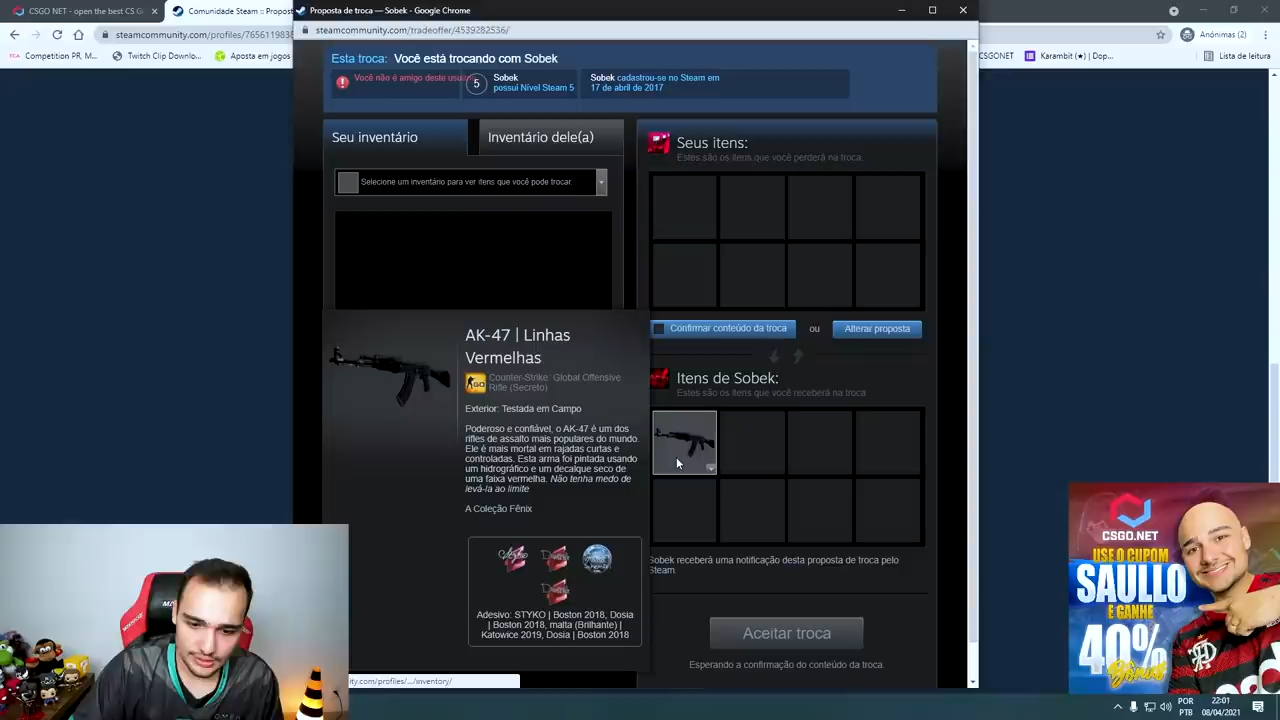 CSGO NET - open the best CS G
Comunidade Steam :: Propost
steamcommunity.com/profiles/7656119838
Competition PR, M...
Twitch Clip Downlo...
Aposta em jogos
Proposta de troca — Sobek - Google Chrome
steamcommunity.com/tradeoffer/4539282536/
Anónimas (2)
CSGONET
Karambit (★) | Dop...
Lista de leitura
Esta troca: Você está trocando com Sobek
Você não é amigo deste
5
Sobek
possui Nível Steam 5
Sobek cadastrou-se no Steam em
17 de abril de 2017
Seu inventário
Inventário dele(a)
Selecione um inventário para ver itens que você pode trocar.
Seus itens:
Estes são os itens que você perderá na troca.
Confirmar conteúdo da troca
ou
Alterar proposta
AK-47 | Linhas
Vermelhas
GO
Counter-Strike: Global Offensive
Rifle (Secreto)
Exterior: Testada em Campo
Poderoso e confiável, o AK-47 é um dos
rifles de assalto mais populares do mundo.
Ele é mais mortal em rajadas curtas e
controladas. Esta arma foi pintada usando
um hidrográfico e um decalque seco de
uma faixa vermelha. Não tenha medo de
levá-la ao limite
A Coleção Fênix
Adesivo: STYKO | Boston 2018, Dosia
| Boston 2018, malta (Brilhante) |
Katowice 2019, Dosia | Boston 2018
Itens de Sobek:
Estes são os itens que você receberá na troca
Sobek receberá uma notificação desta proposta de troca pelo
Steam.
Aceitar troca
Esperando a confirmação do conteúdo da troca.
ity.com/profiles/.../inventory/
CSGO.NET
USE O CUPOM
SAULLO
E GANHE
40%
POR
PTB
22:01
08/04/2021